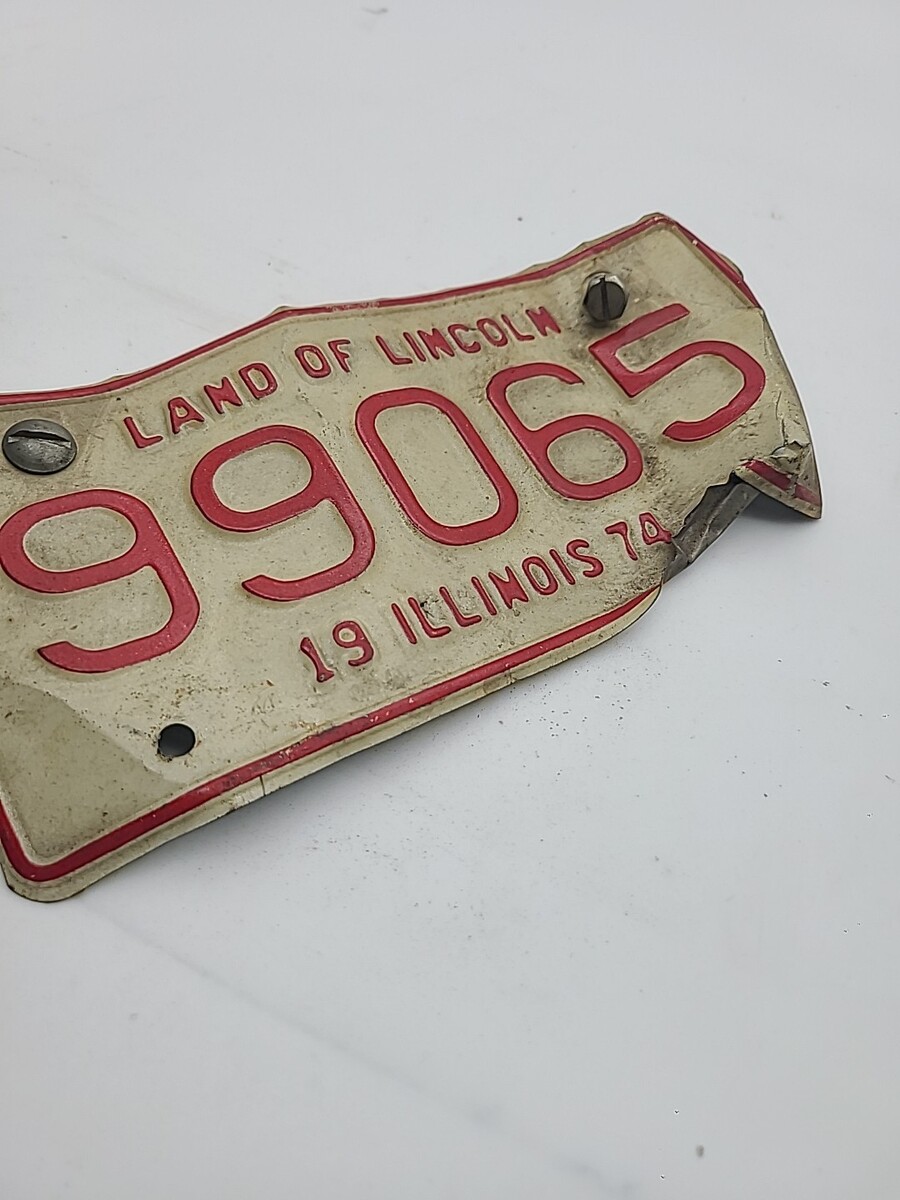 LAND OF LINCOLN
99065
19 ILLINOIS 74